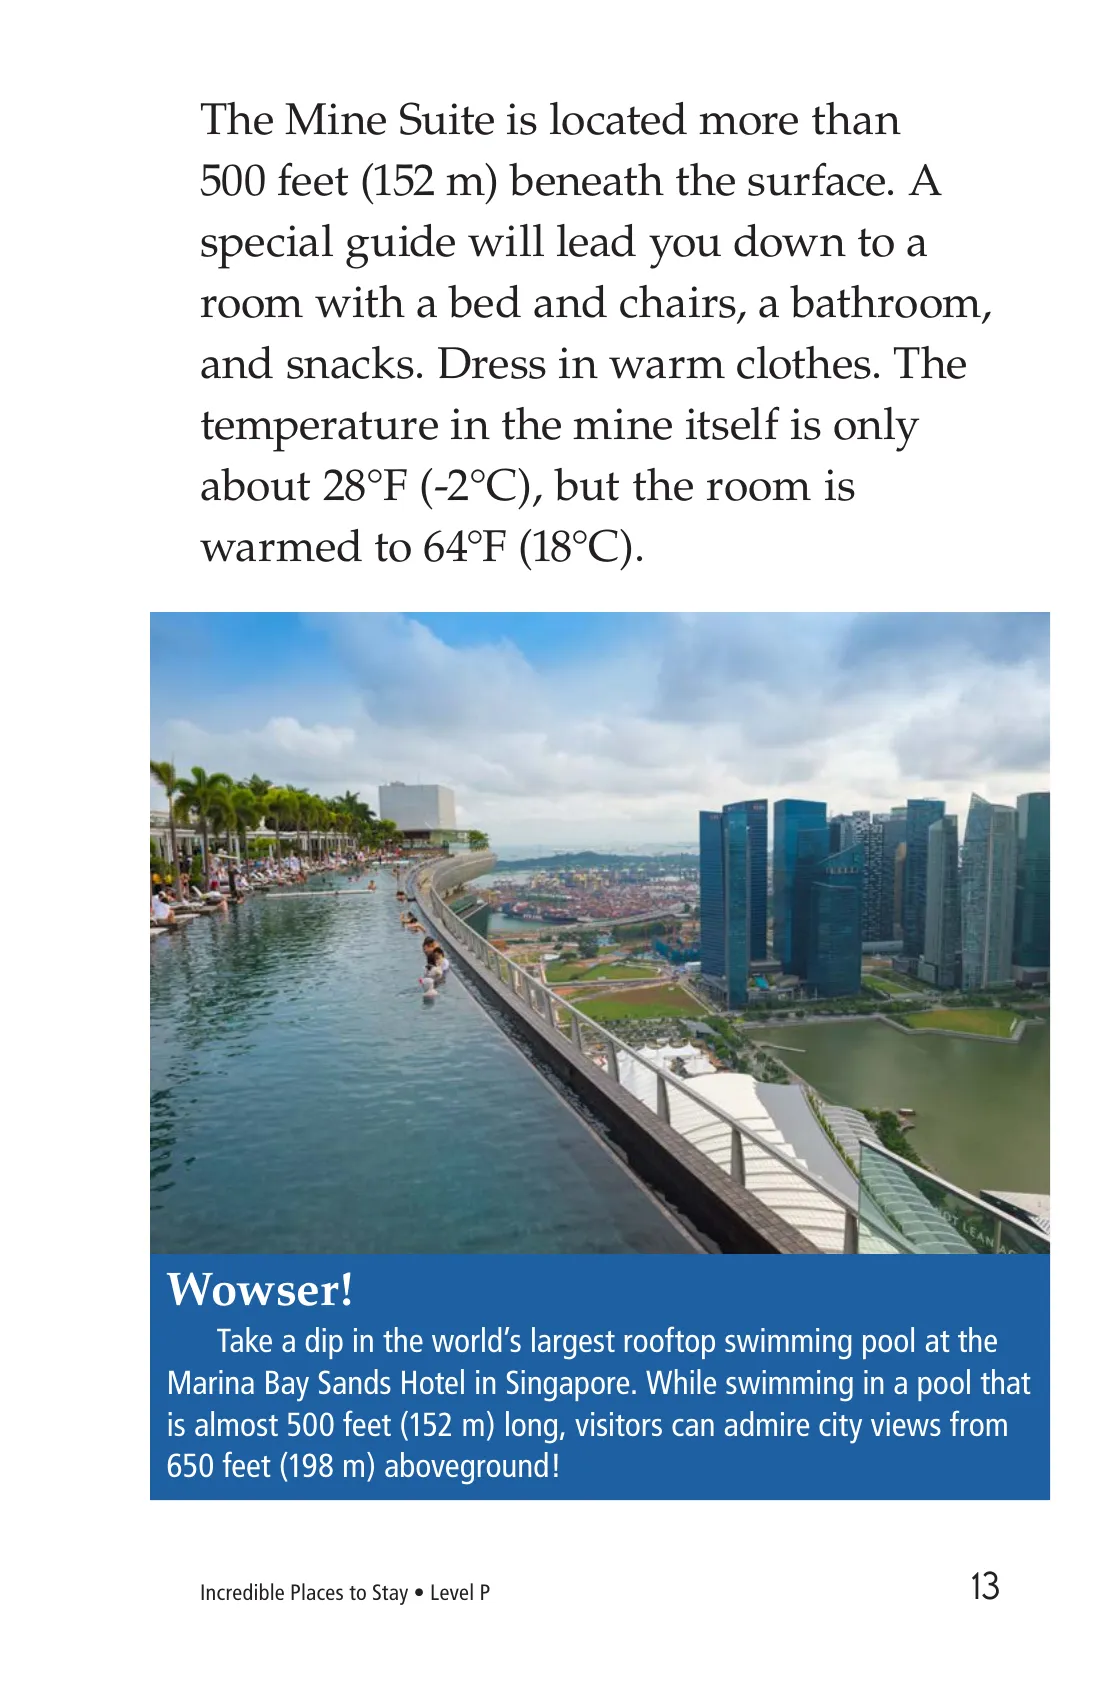 The Mine Suite is located more than
500 feet (152 m) beneath the surface. A
special guide will lead you down to a
room with a bed and chairs, a bathroom,
and snacks. Dress in warm clothes. The
temperature in the mine itself is only
about 28°F (-2°C), but the room is
warmed to 64°F (18°C).
NOT LEAN
Wowser!
Take a dip in the world’s largest rooftop swimming pool at the
Marina Bay Sands Hotel in Singapore. While swimming in a pool that
is almost 500 feet (152 m) long, visitors can admire city views from
650 feet (198 m) aboveground!
Incredible Places to Stay • Level P
13